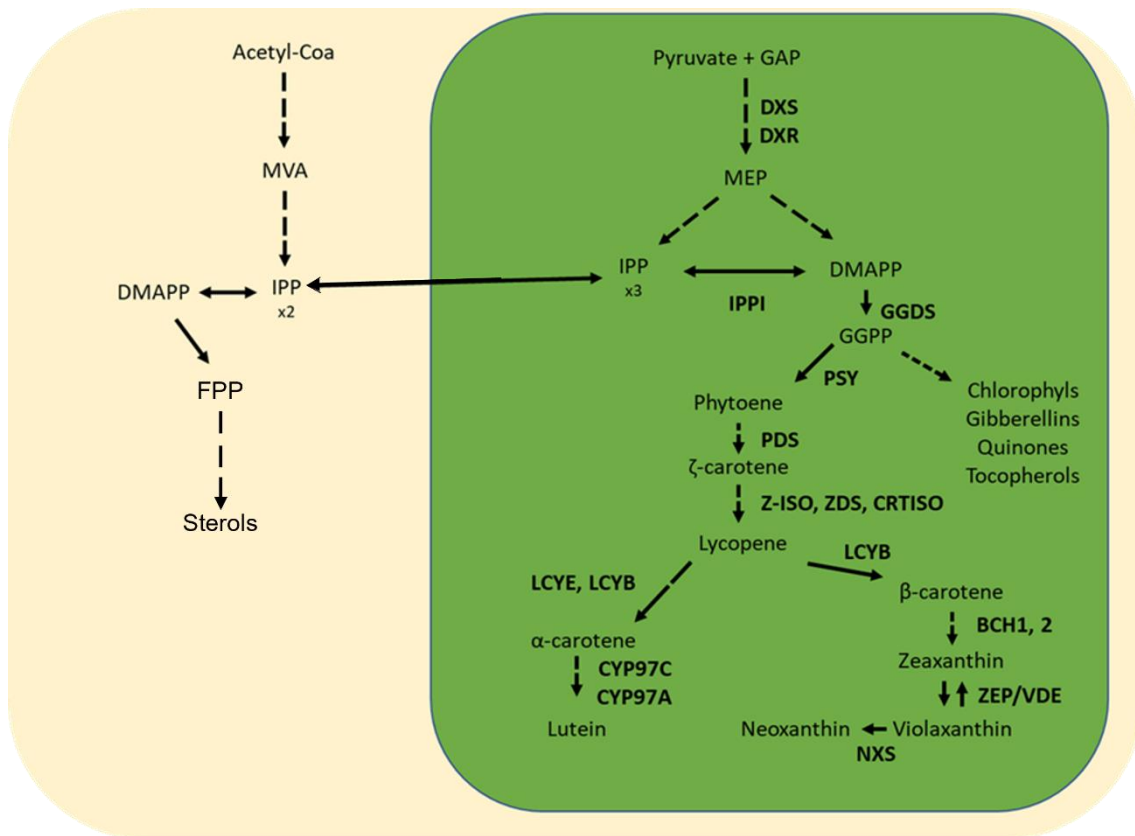 Acetyl-Coa
MVA
DMAPP
IPP
x2
FPP
Sterols
Pyruvate + GAP
DXS
DXR
MEP
IPP
x3
IPPI
DMAPP
GGDS
GGPP
PSY
Chlorophyls
Gibberellins
Quinones
Tocopherols
Phytoene
PDS
ζ-carotene
Z-ISO, ZDS, CRTISO
Lycopene
LCYE, LCYB
LCYB
α-carotene
CYP97C
CYP97A
Lutein
β-carotene
BCH1, 2
Zeaxanthin
ZEP/VDE
Neoxanthin
Violaxanthin
NXS